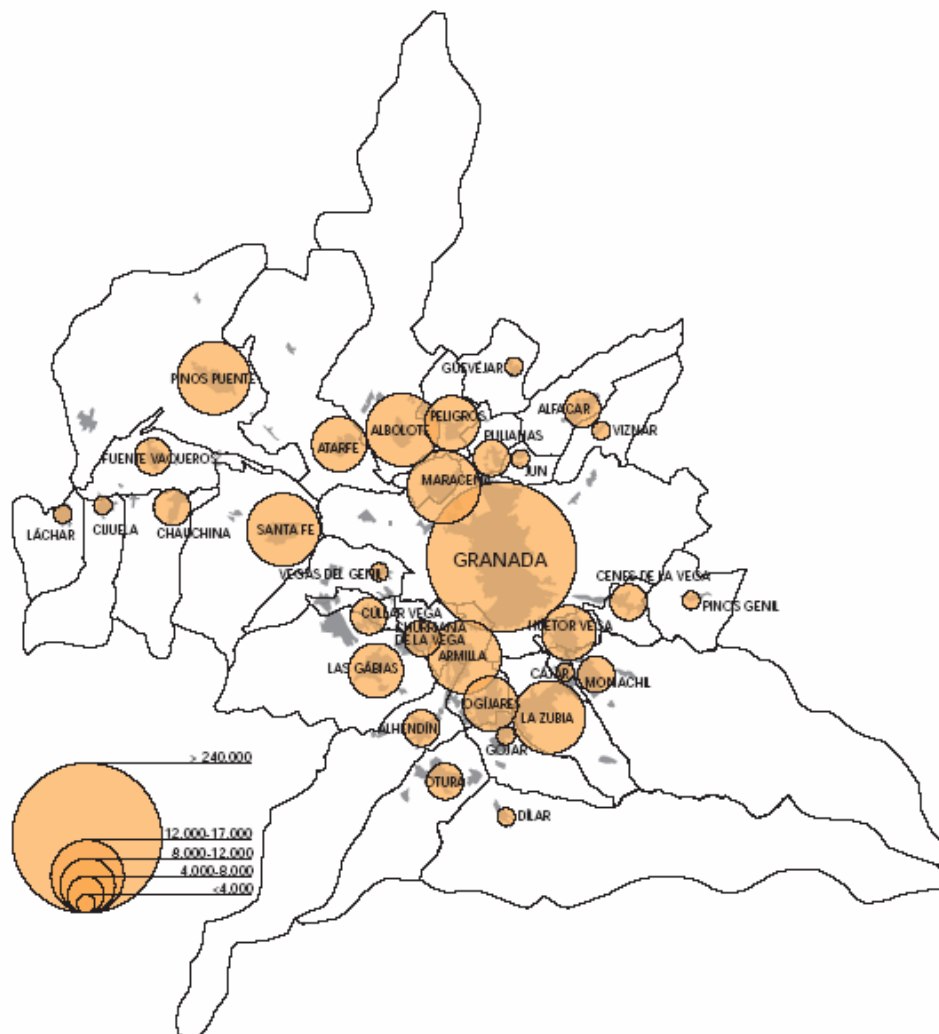 GÜEVÉJAR
PINOS PUENTE
ALFACAR
PELIGROS
ALBOLOTE
VIZNAR
PULIANAS
ATARFE
FUENTE VAQUEROS
JUN
MARACENA
LÁCHAR
CIJUELA
CHAUCHINA
SANTA FE
GRANADA
VEGAS DEL GENIL
CENES DE LA VEGA
PINOS GENIL
CÚLLAR VEGA
CHURRIANA
DE LA VEGA
HUETOR VEGA
ARMILLA
LAS GÁBIAS
CÁJAR
MONACHIL
OGÍJARES
LA ZUBIA
ALHENDÍN
GÓJAR
OTURA
DÍLAR
> 240.000
12.000-17.000
8.000-12.000
4.000-8.000
<4.000